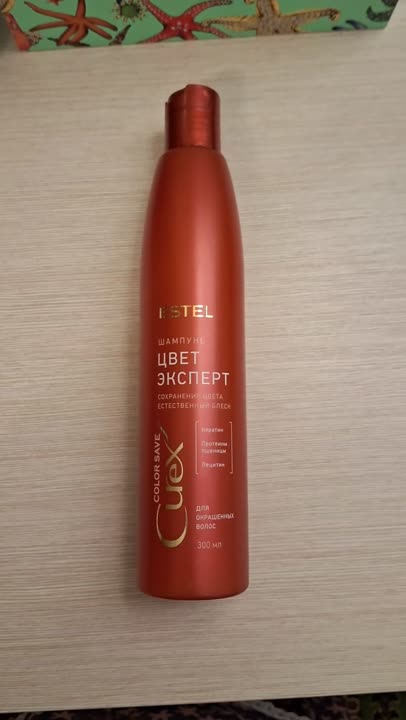 ESTEL
ШАМПУНЬ
ЦВЕТ
ЭКСПЕРТ
СОХРАНЕНИЕ ЦВЕТА
ЕСТЕСТВЕННЫЙ БЛЕСК
Кератин
Протеины
пшеницы
Лецитин
COLOR SAVE
Curex
ДЛЯ
ОКРАШЕННЫХ
ВОЛОС
300 мл